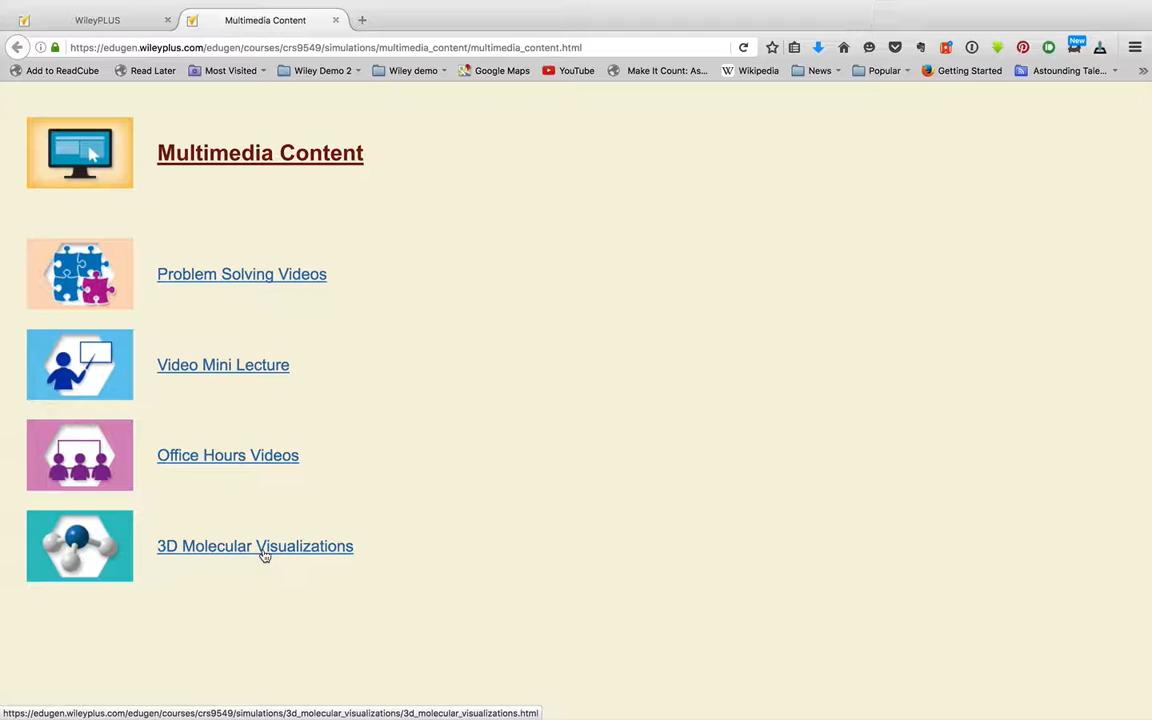 WileyPLUS
Multimedia Content
https://edugen.wileyplus.com/edugen/courses/crs9549/simulations/multimedia_content/multimedia_content.html
New
Add to ReadCube Read Later Most Visited Wiley Demo 2 Wiley demo Google Maps YouTube Make It Count: As... Wikipedia News Popular Getting Started Astounding Tale...
Multimedia Content
Problem Solving Videos
Video Mini Lecture
Office Hours Videos
3D Molecular Visualizations
https://edugen.wileyplus.com/edugen/courses/crs9549/simulations/3d_molecular_visualizations/3d_molecular_visualizations.html